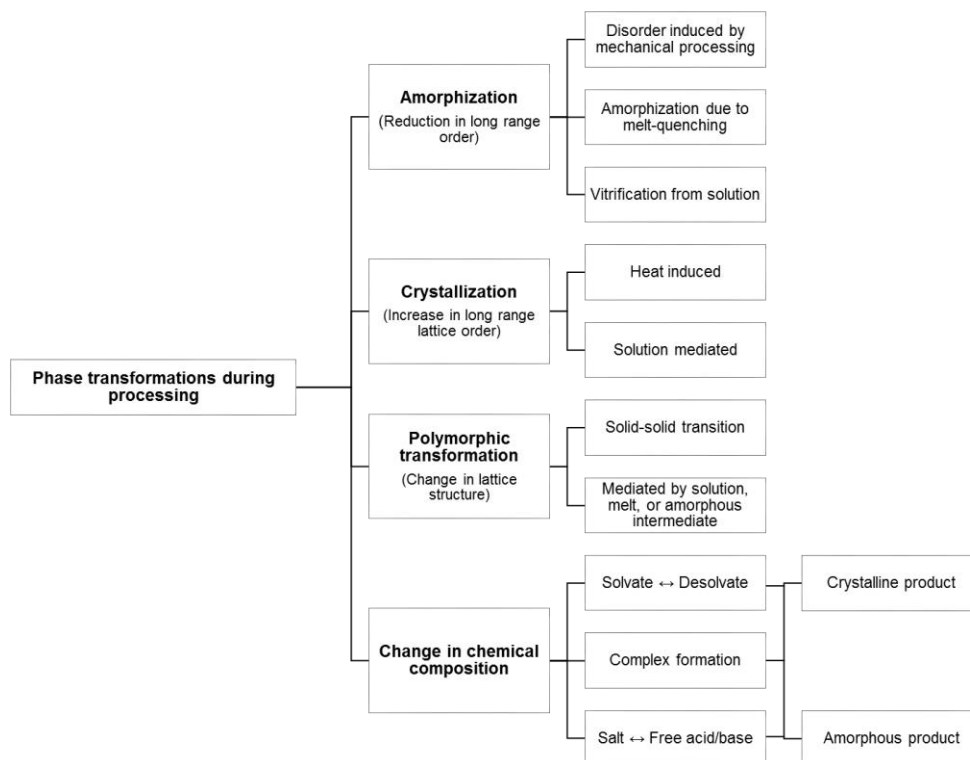 Phase transformations during
processing
Amorphization
(Reduction in long range
order)
Disorder induced by
mechanical processing
Amorphization due to
melt-quenching
Vitrification from solution
Crystallization
(Increase in long range
lattice order)
Heat induced
Solution mediated
Polymorphic
transformation
(Change in lattice
structure)
Solid-solid transition
Mediated by solution,
melt, or amorphous
intermediate
Change in chemical
composition
Solvate ↔ Desolvate
Complex formation
Salt ↔ Free acid/base
Crystalline product
Amorphous product